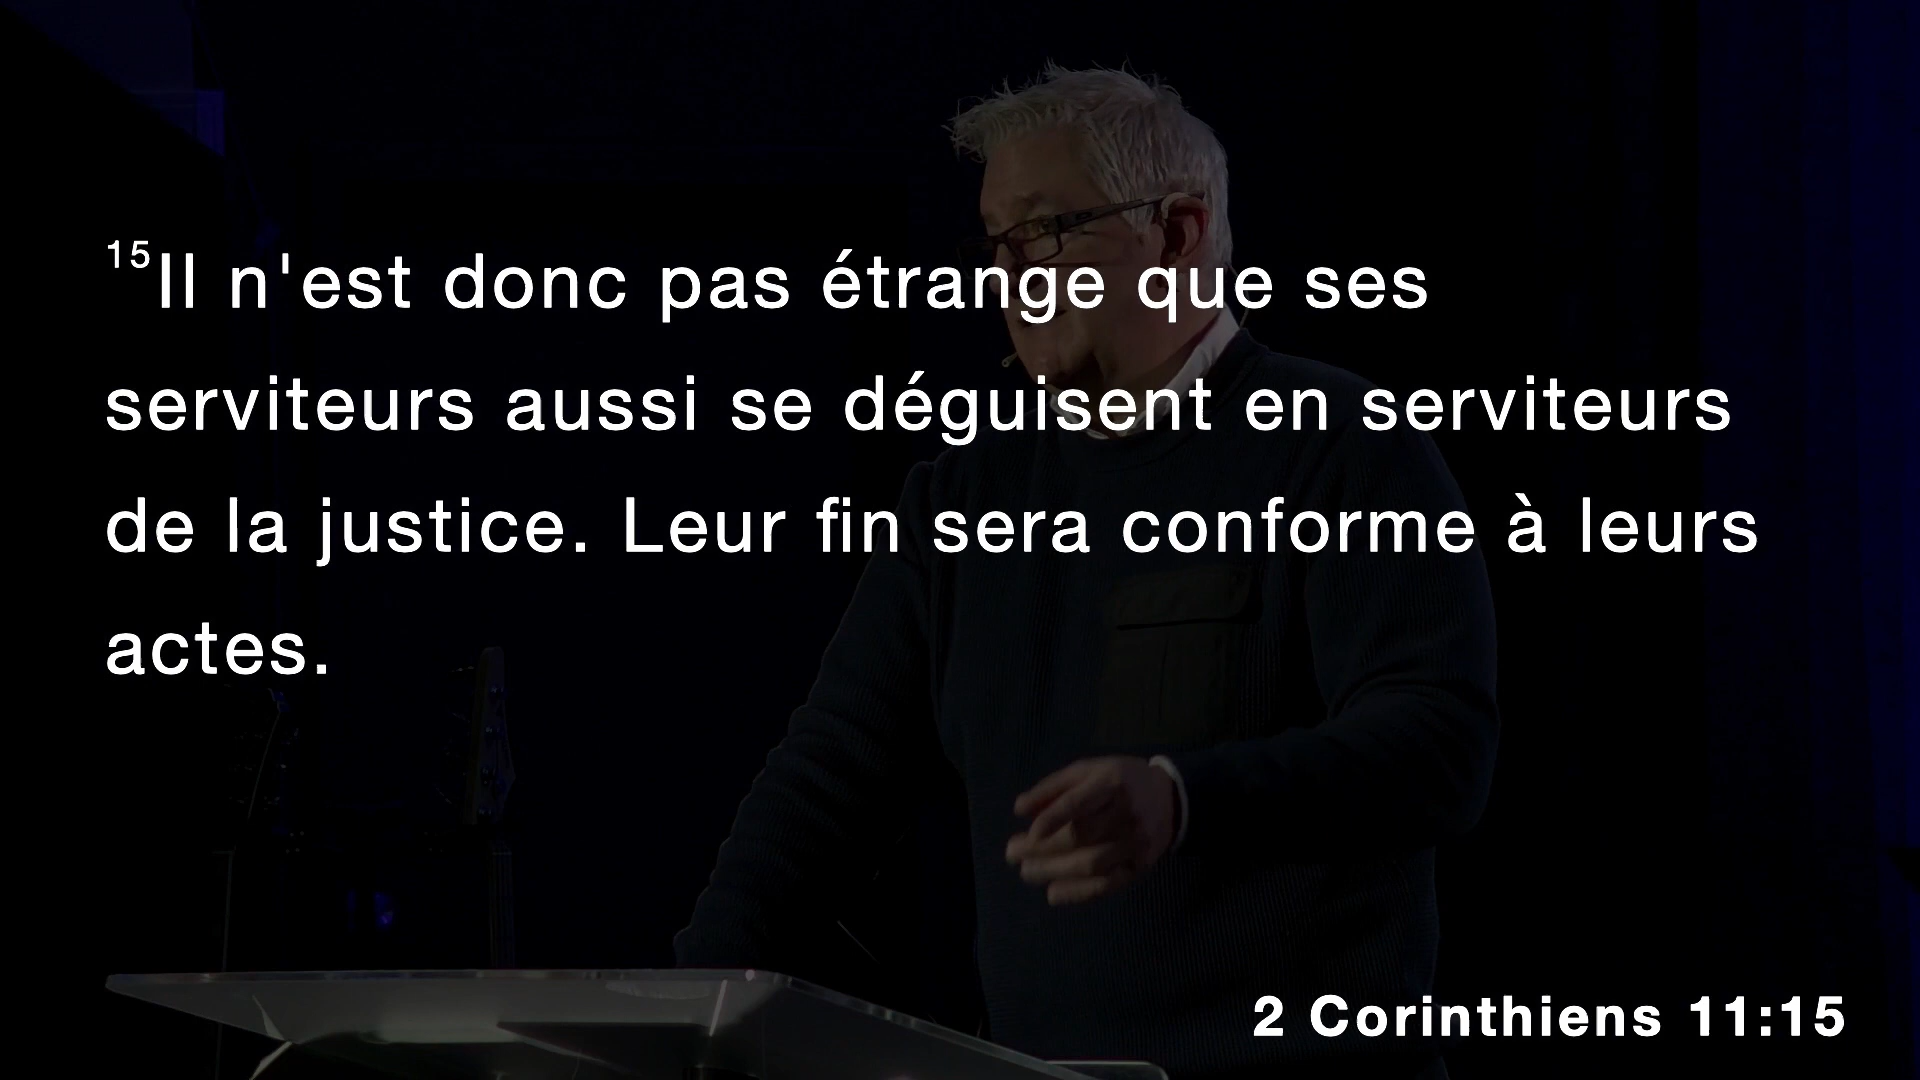 15Il n'est donc pas étrange que ses
serviteurs aussi se déguisent en serviteurs
de la justice. Leur fin sera conforme à leurs
actes.
2 Corinthiens 11:15